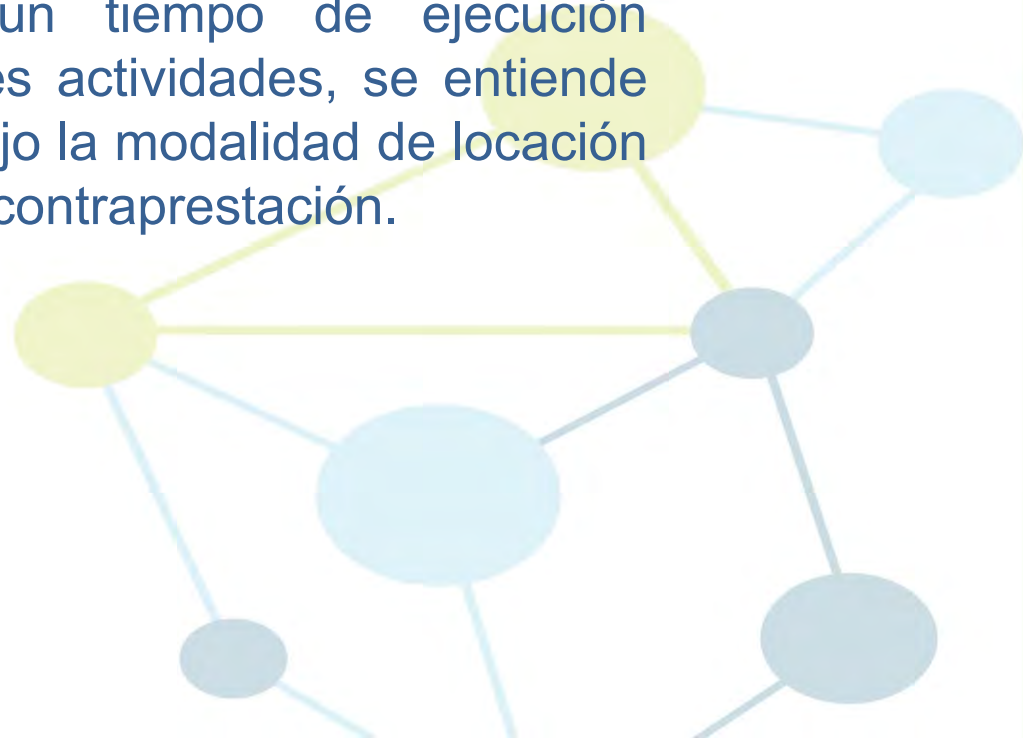 un tiempo de ejecución
es actividades, se entiende
jo la modalidad de locación
contraprestación.